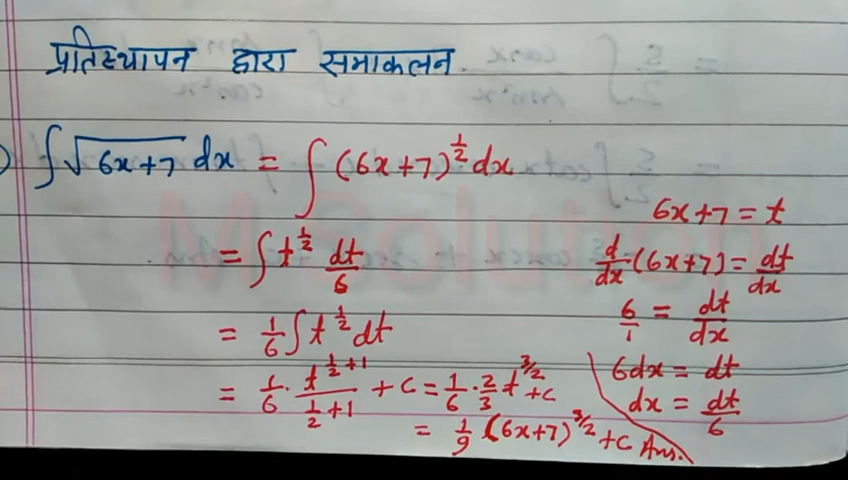 प्रतिस्थापन द्वारा समाकलन
) ∫√(6x+7) dx = ∫(6x+7)^(1/2) dx
6x+7 = t
= ∫t^(1/2) dt/6
d/dx (6x+7) = dt/dx
6/1 = dt/dx
= 1/6 ∫ t^(1/2) dt
6dx = dt
= 1/6 · t^(1/2+1)/(1/2+1) + C = 1/6 · 2/3 t^(3/2) + C
dx = dt/6
= 1/9 (6x+7)^(3/2) + C Ans.